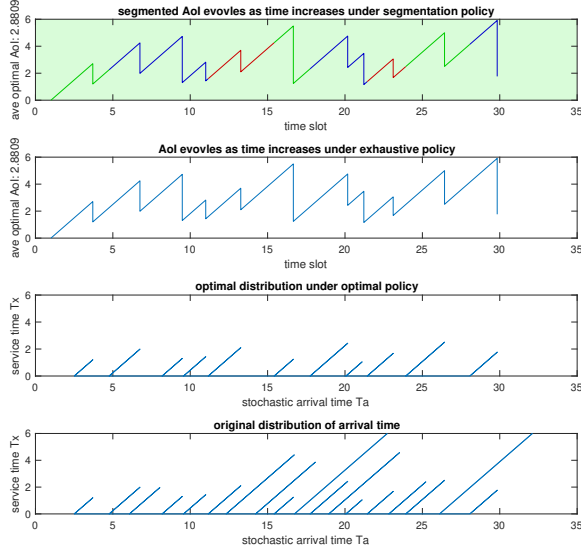 segmented AoI evovles as time increases under segmentation policy
ave optimal AoI: 2.8809
6
4
2
0
0 5 10 15 20 25 30 35
time slot
AoI evovles as time increases under exhaustive policy
ave optimal AoI: 2.8809
6
4
2
0
0 5 10 15 20 25 30 35
time slot
optimal distribution under optimal policy
service time Tx
6
4
2
0
0 5 10 15 20 25 30 35
stochastic arrival time Ta
original distribution of arrival time
service time Tx
6
4
2
0
0 5 10 15 20 25 30 35
stochastic arrival time Ta